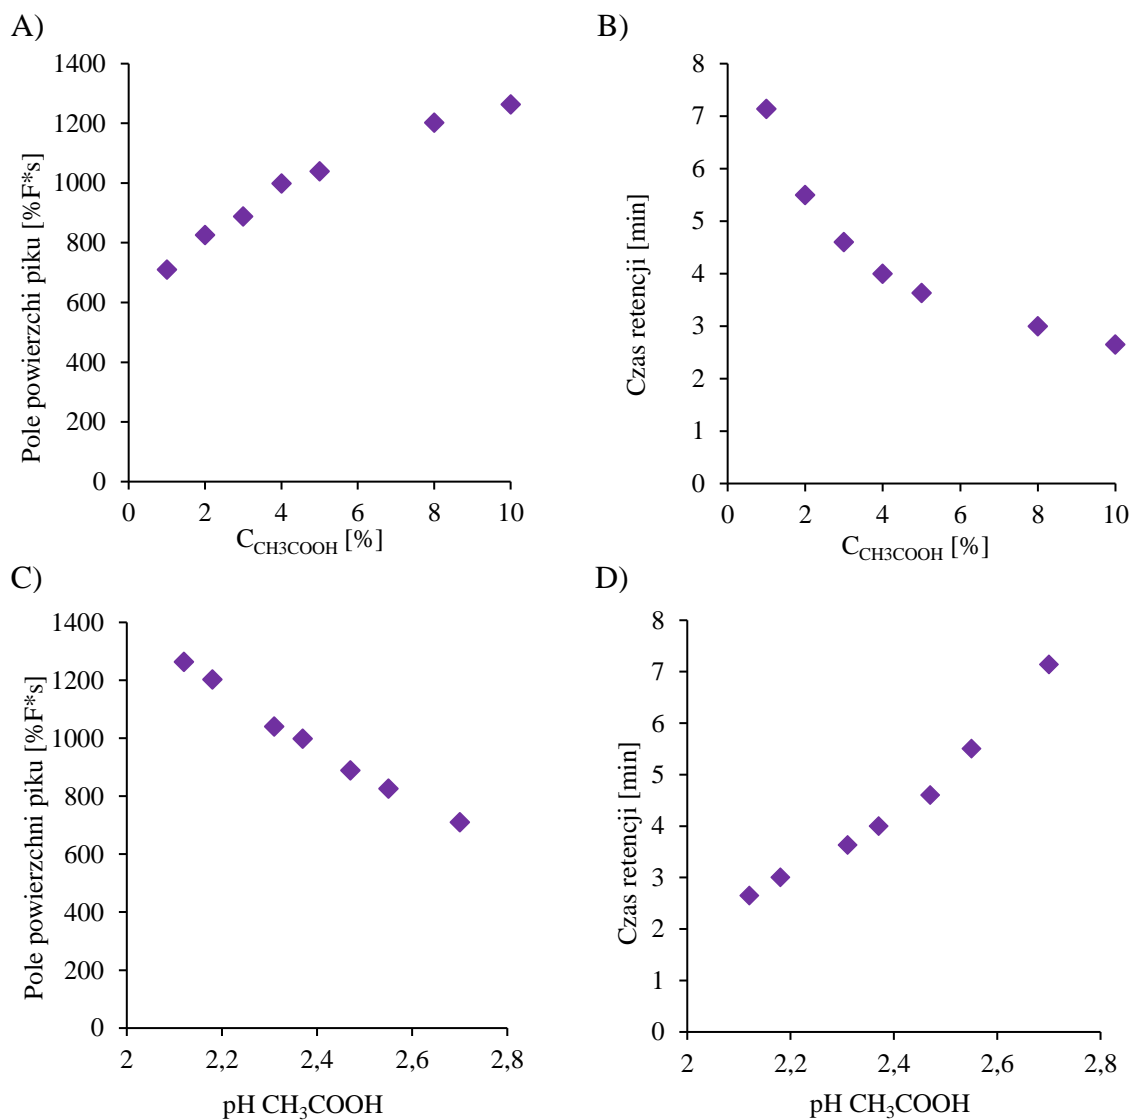 A)
Pole powierzchi piku [%F*s]
1400
1200
1000
800
600
400
200
0
0 2 4 6 8 10
C CH3COOH [%]
B)
Czas retencji [min]
8
7
6
5
4
3
2
1
0
0 2 4 6 8 10
C CH3COOH [%]
C)
Pole powierzchni piku [%F*s]
1400
1200
1000
800
600
400
200
0
2 2,2 2,4 2,6 2,8
pH CH3COOH
D)
Czas retencji [min]
8
7
6
5
4
3
2
1
0
2 2,2 2,4 2,6 2,8
pH CH3COOH